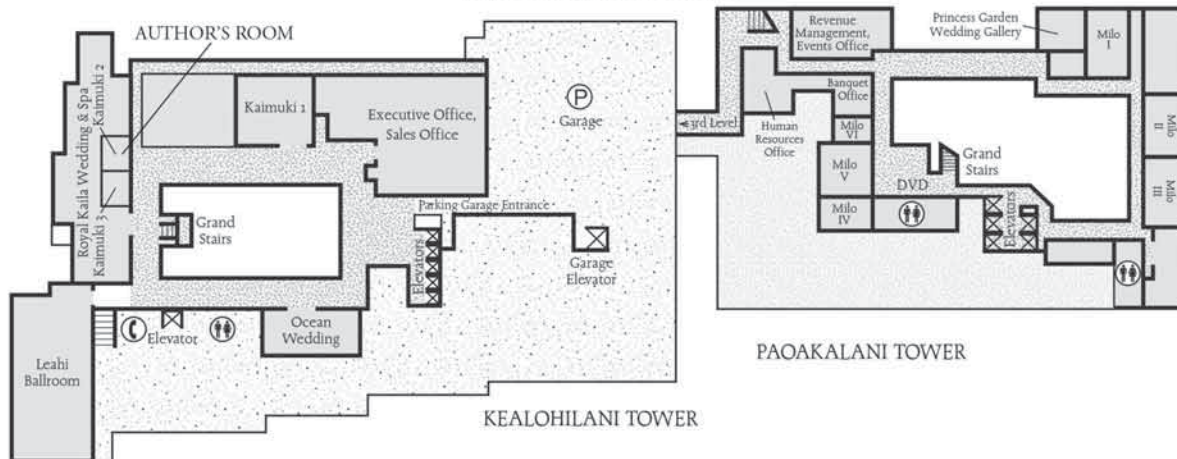 AUTHOR'S ROOM
Royal Kaila Wedding & Spa
Kaimuki 2
Kaimuki 3
Kaimuki 1
Executive Office,
Sales Office
P
Garage
Grand
Stairs
Parking Garage Entrance
Elevators
Garage
Elevator
Elevator
Ocean
Wedding
Leahi
Ballroom
KEALOHILANI TOWER
3rd Level
Revenue
Management,
Events Office
Princess Garden
Wedding Gallery
Milo
I
Banquet
Office
Human
Resources
Office
Milo
VI
Milo
V
Milo
IV
DVD
Grand
Stairs
Elevators
Milo
II
Milo
III
PAOAKALANI TOWER